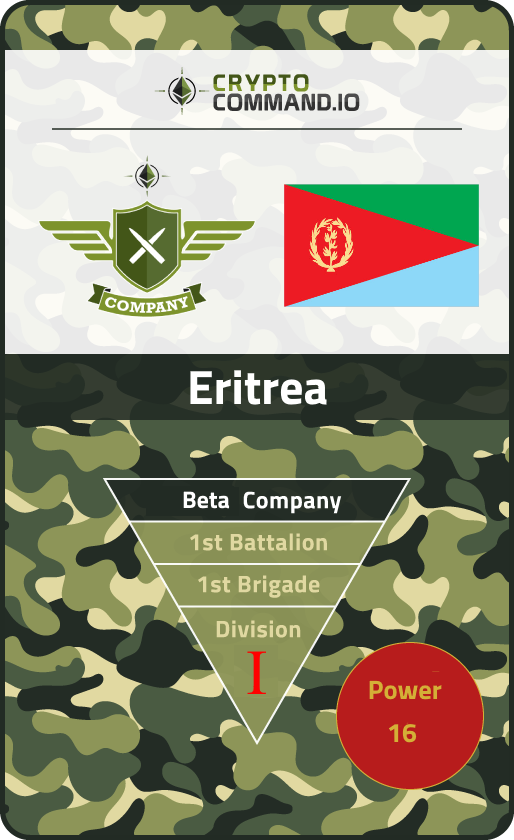 CRYPTO
COMMAND.IO
COMPANY
Eritrea
Beta Company
1st Battalion
1st Brigade
Division
I
Power
16